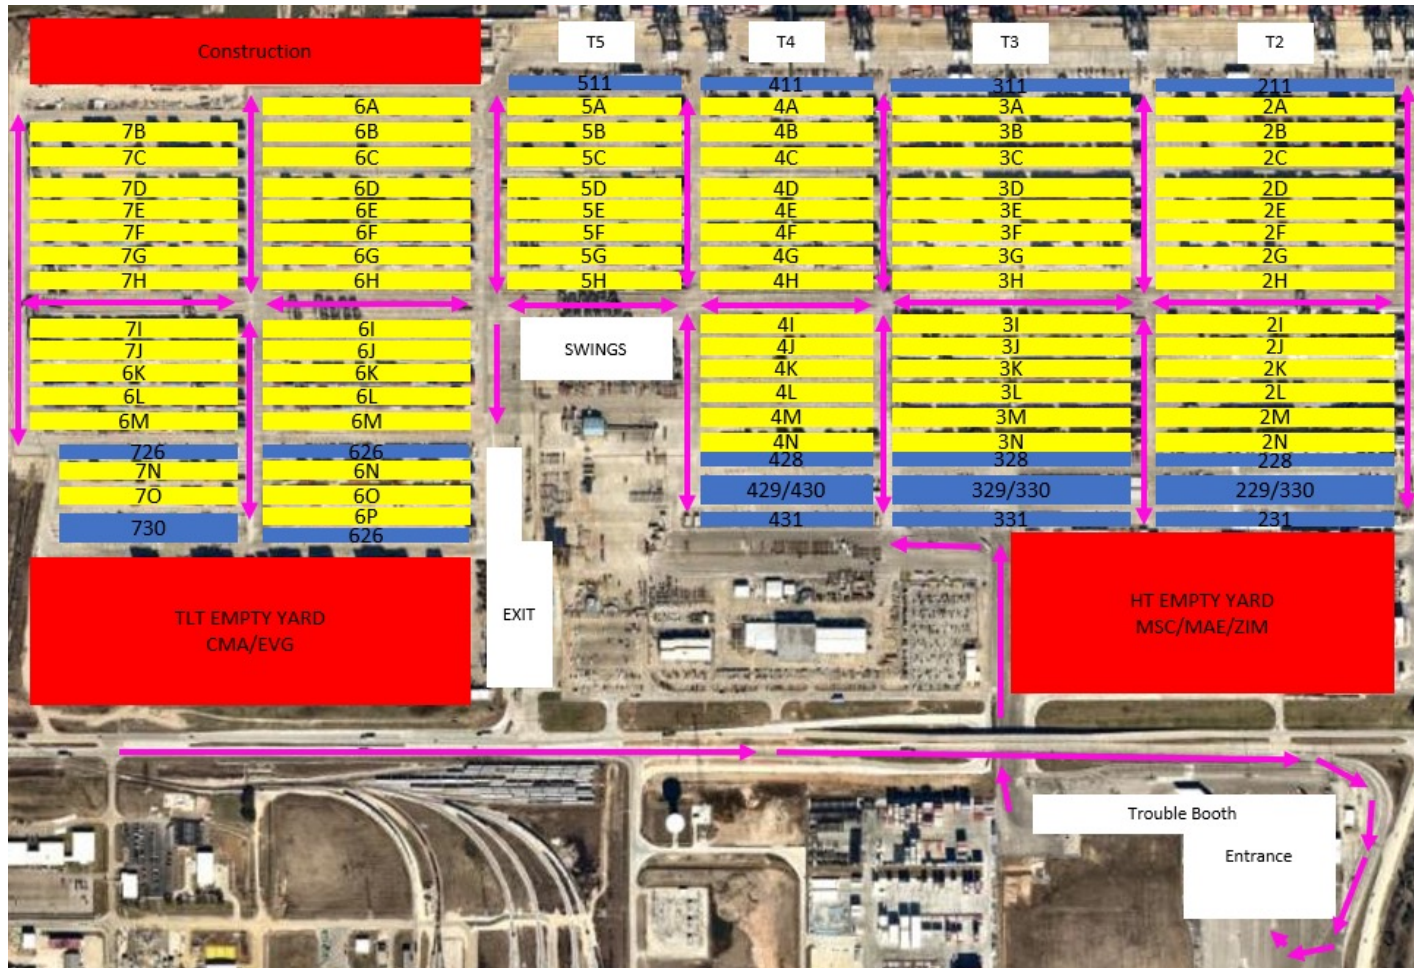 Construction
T5
T4
T3
T2
511
411
311
211
6A
5A
4A
3A
2A
7B
6B
5B
4B
3B
2B
7C
6C
5C
4C
3C
2C
7D
6D
5D
4D
3D
2D
7E
6E
5E
4E
3E
2E
7F
6F
5F
4F
3F
2F
7G
6G
5G
4G
3G
2G
7H
6H
5H
4H
3H
2H
7I
6I
4I
3I
2I
SWINGS
7J
6J
4J
3J
2J
6K
6K
4K
3K
2K
6L
6L
4L
3L
2L
6M
6M
4M
3M
2M
4N
3N
2N
726
626
428
328
228
7N
6N
429/430
329/330
229/330
7O
6O
6P
431
331
231
730
626
TLT EMPTY YARD
CMA/EVG
EXIT
HT EMPTY YARD
MSC/MAE/ZIM
Trouble Booth
Entrance